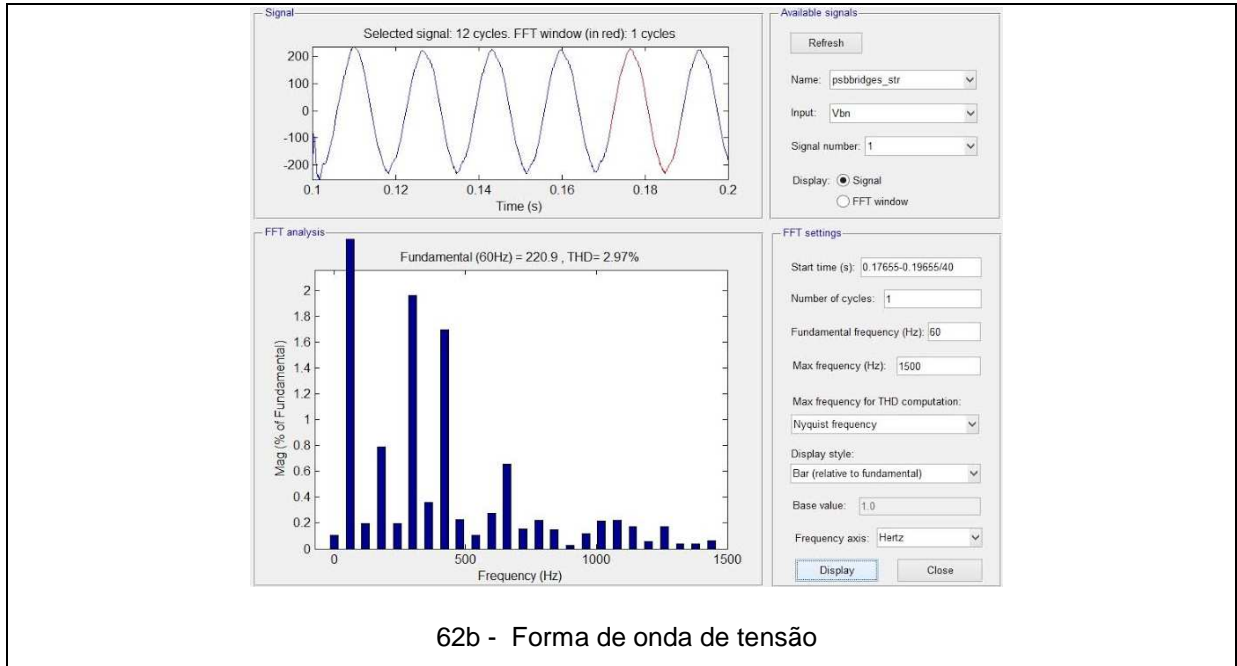 Signal
Selected signal: 12 cycles. FFT window (in red): 1 cycles
200
100
0
-100
-200
0.1 0.12 0.14 0.16 0.18 0.2
Time (s)
Available signals
Refresh
Name: psbbridges_str
Input: Vbn
Signal number: 1
Display: Signal
FFT window
FFT analysis
Fundamental (60Hz) = 220.9 , THD= 2.97%
Mag (% of Fundamental)
2
1.8
1.6
1.4
1.2
1
0.8
0.6
0.4
0.2
0
0 500 1000 1500
Frequency (Hz)
FFT settings
Start time (s): 0.17655-0.19655/40
Number of cycles: 1
Fundamental frequency (Hz): 60
Max frequency (Hz): 1500
Max frequency for THD computation:
Nyquist frequency
Display style:
Bar (relative to fundamental)
Base value: 1.0
Frequency axis: Hertz
Display Close
62b - Forma de onda de tensão